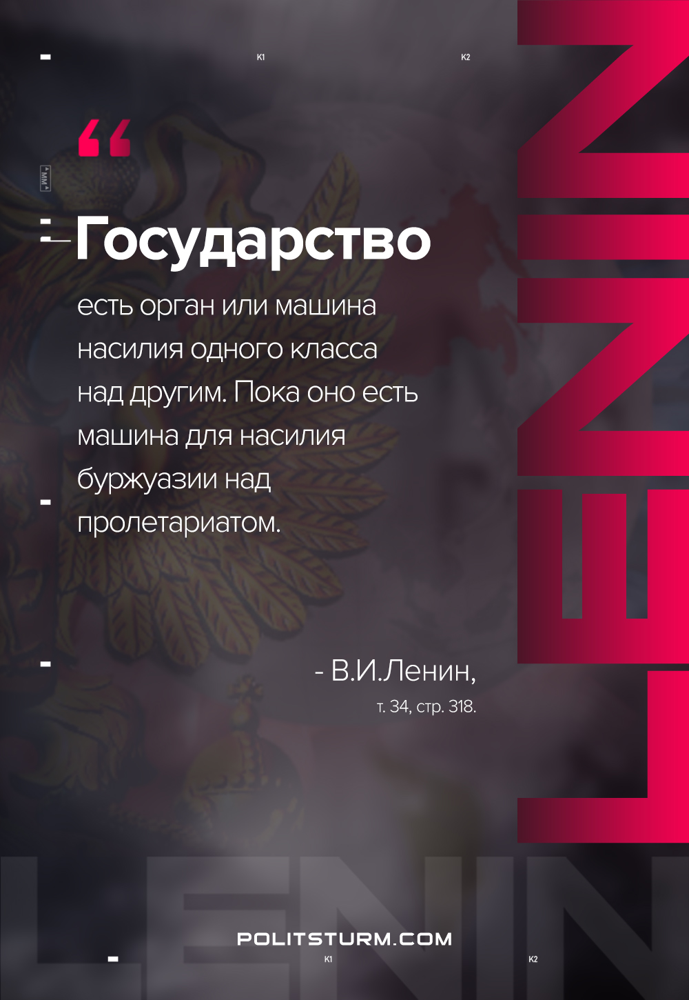 K1 K2
“
MM
Государство
есть орган или машина
насилия одного класса
над другим. Пока оно есть
машина для насилия
буржуазии над
пролетариатом.
- В.И.Ленин,
т. 34, стр. 318.
LENIN
LENIN
POLITSTURM.COM
K1 K2